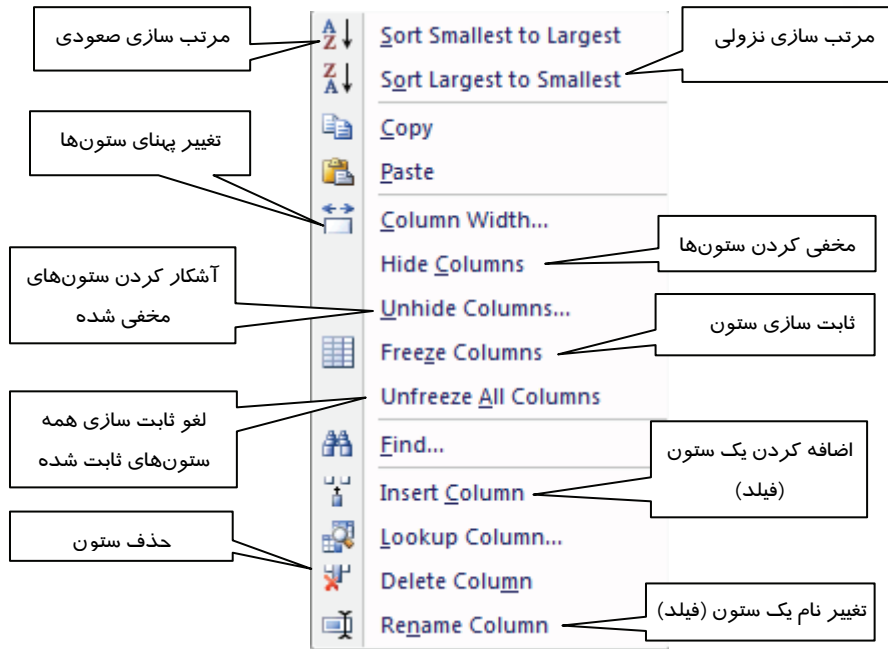 مرتب سازی صعودی
Sort Smallest to Largest
مرتب سازی نزولی
Sort Largest to Smallest
Copy
تغییر پهنای ستون‌ها
Paste
Column Width...
مخفی کردن ستون‌ها
Hide Columns
آشکار کردن ستون‌های
مخفی شده
Unhide Columns...
ثابت سازی ستون
Freeze Columns
Unfreeze All Columns
لغو ثابت سازی همه
ستون‌های ثابت شده
Find...
اضافه کردن یک ستون
(فیلد)
Insert Column
Lookup Column...
حذف ستون
Delete Column
Rename Column
تغییر نام یک ستون (فیلد)